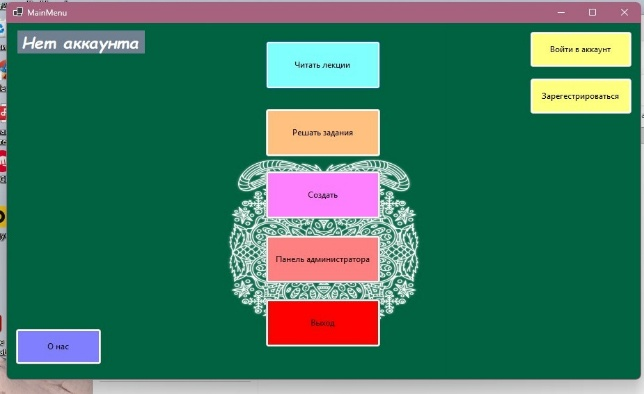 MainMenu
Нет аккаунта
Читать лекции
Войти в аккаунт
Зарегестрироваться
Решать задания
Создать
Панель администратора
Выход
О нас